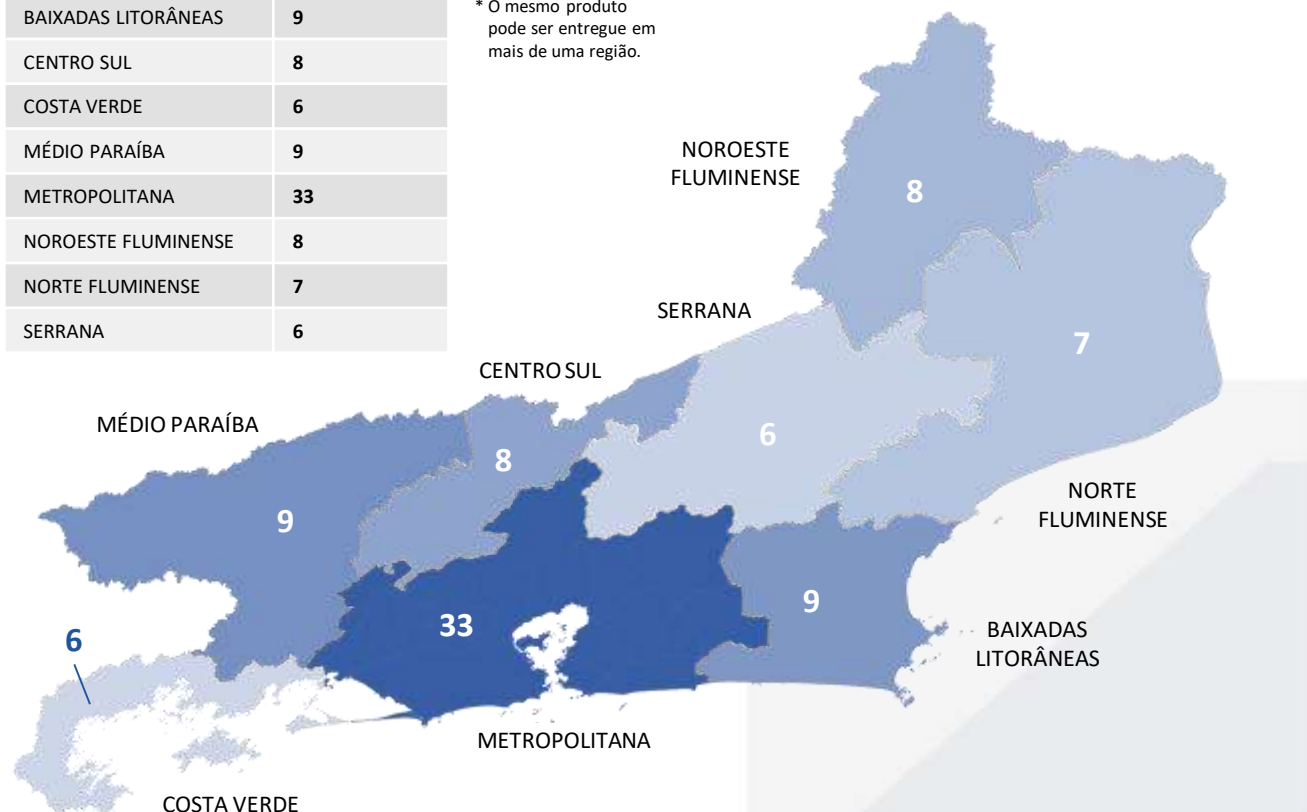 BAIXADAS LITORÂNEAS 9
CENTRO SUL 8
COSTA VERDE 6
MÉDIO PARAÍBA 9
METROPOLITANA 33
NOROESTE FLUMINENSE 8
NORTE FLUMINENSE 7
SERRANA 6
* O mesmo produto
pode ser entregue em
mais de uma região.
NOROESTE
FLUMINENSE
8
SERRANA
7
CENTRO SUL
MÉDIO PARAÍBA
6
8
NORTE
FLUMINENSE
9
9
33
6
BAIXADAS
LITORÂNEAS
METROPOLITANA
COSTA VERDE